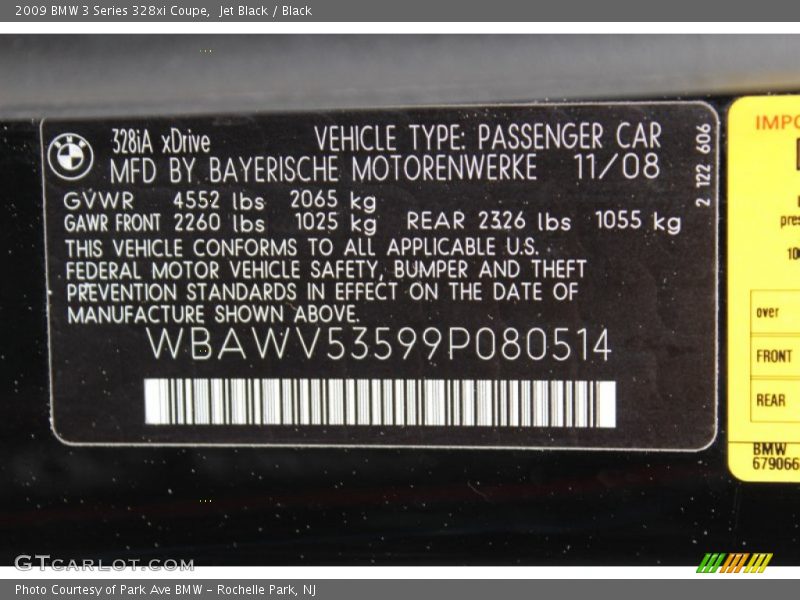 2009 BMW 3 Series 328xi Coupe, Jet Black / Black
328iA xDrive VEHICLE TYPE: PASSENGER CAR
MFD BY BAYERISCHE MOTORENWERKE 11/08
GVWR 4552 lbs 2065 kg
GAWR FRONT 2260 lbs 1025 kg REAR 2326 lbs 1055 kg
THIS VEHICLE CONFORMS TO ALL APPLICABLE U.S.
FEDERAL MOTOR VEHICLE SAFETY, BUMPER AND THEFT
PREVENTION STANDARDS IN EFFECT ON THE DATE OF
MANUFACTURE SHOWN ABOVE.
WBAWV53599P080514
2 122 606
IMPO
pres
10
over
FRONT
REAR
BMW
679066
GTCARLOT.COM
Photo Courtesy of Park Ave BMW - Rochelle Park, NJ